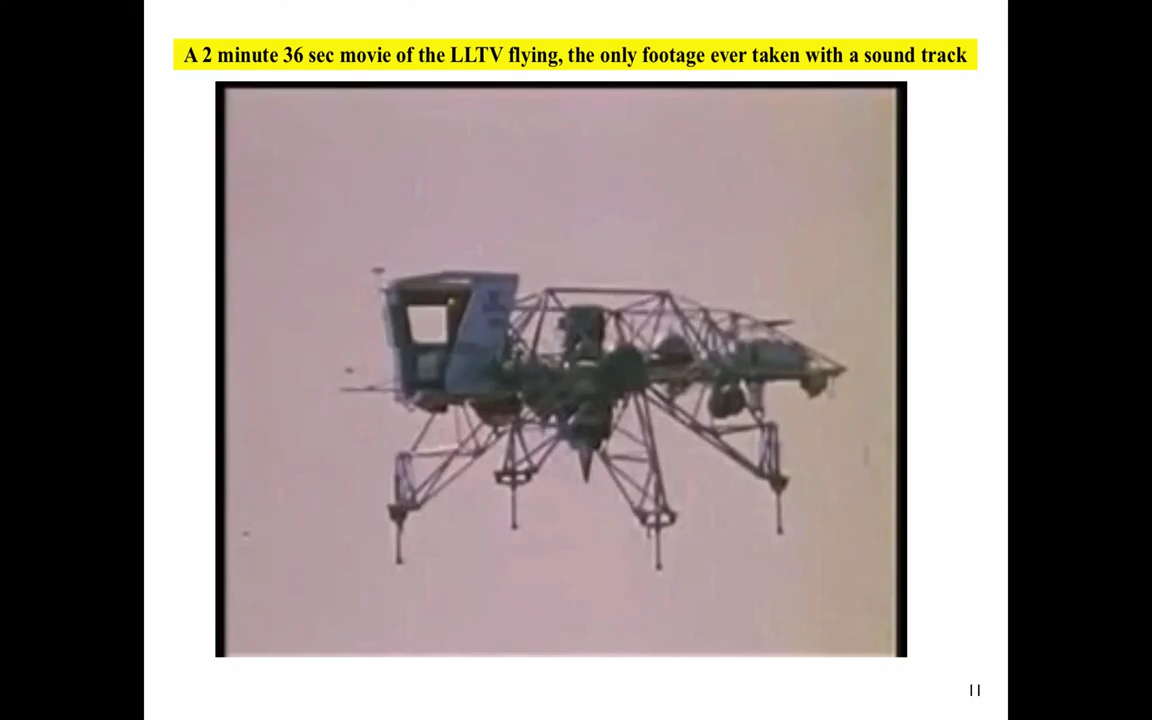 A 2 minute 36 sec movie of the LLTV flying, the only footage ever taken with a sound track
11